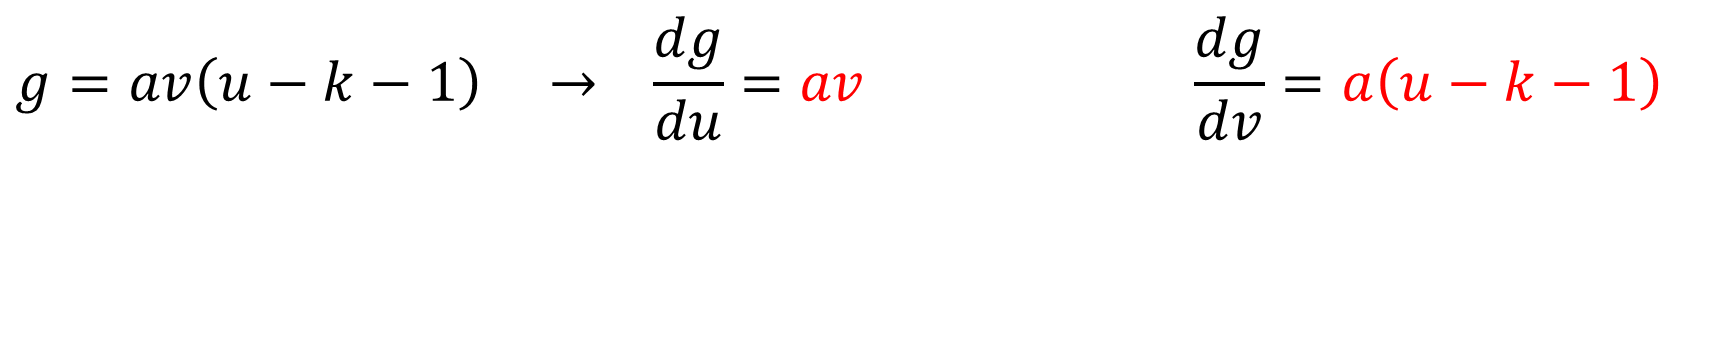 g = av(u − k − 1) → dg/du = av dg/dv = a(u − k − 1)